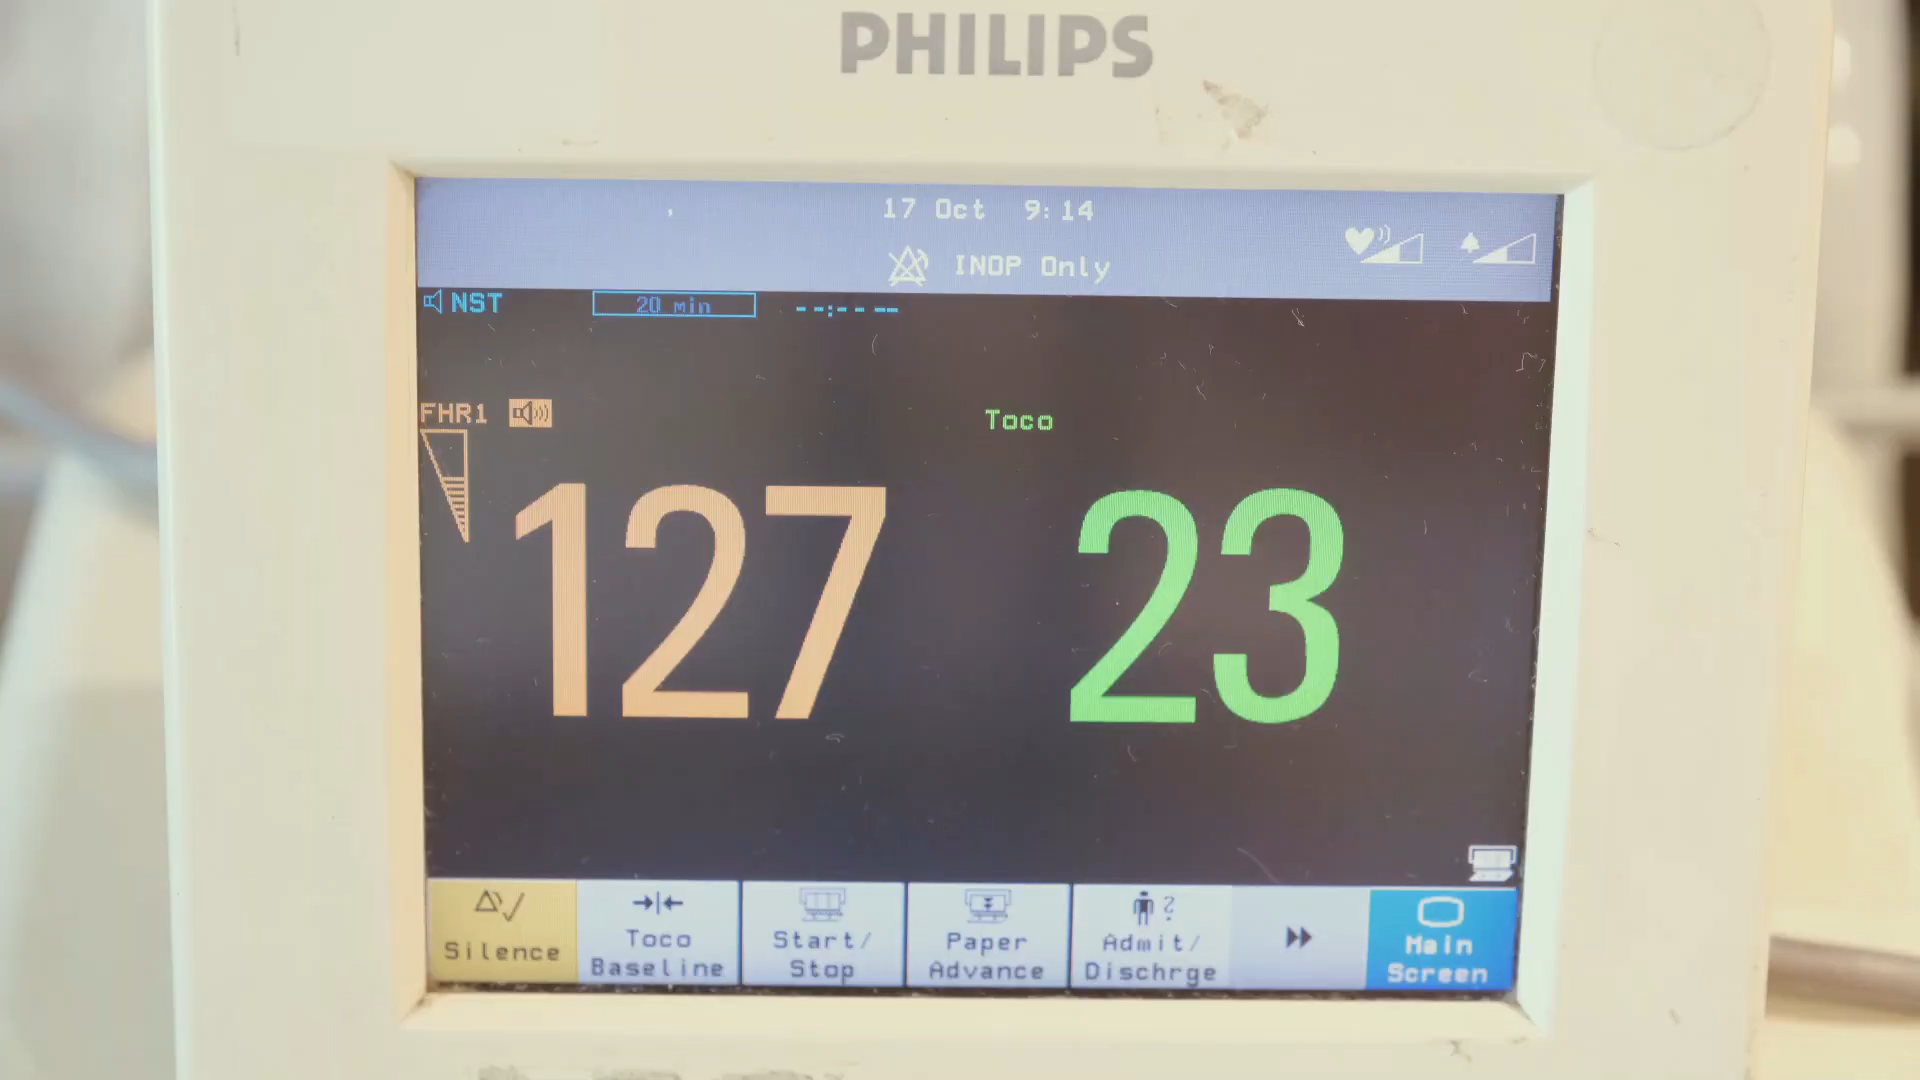 PHILIPS
17 Oct 9:14
INOP Only
NST 20 min --:-- --
FHR1 Toco
127 23
Silence
Toco Baseline
Start/ Stop
Paper Advance
Admit/ Dischrge
Main Screen